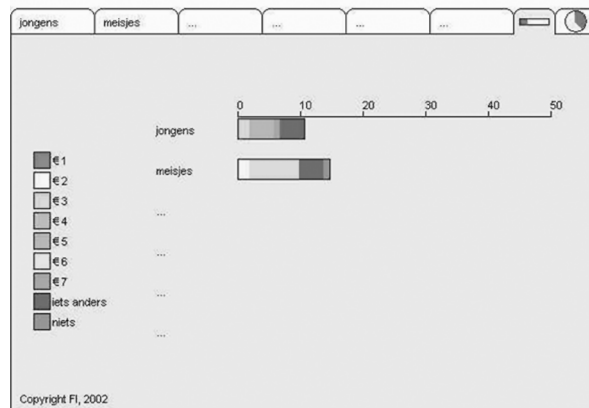 jongens meisjes ... ... ... ...
0 10 20 30 40 50
jongens
meisjes
...
...
...
...
€1
€2
€3
€4
€5
€6
€7
iets anders
niets
Copyright FI, 2002